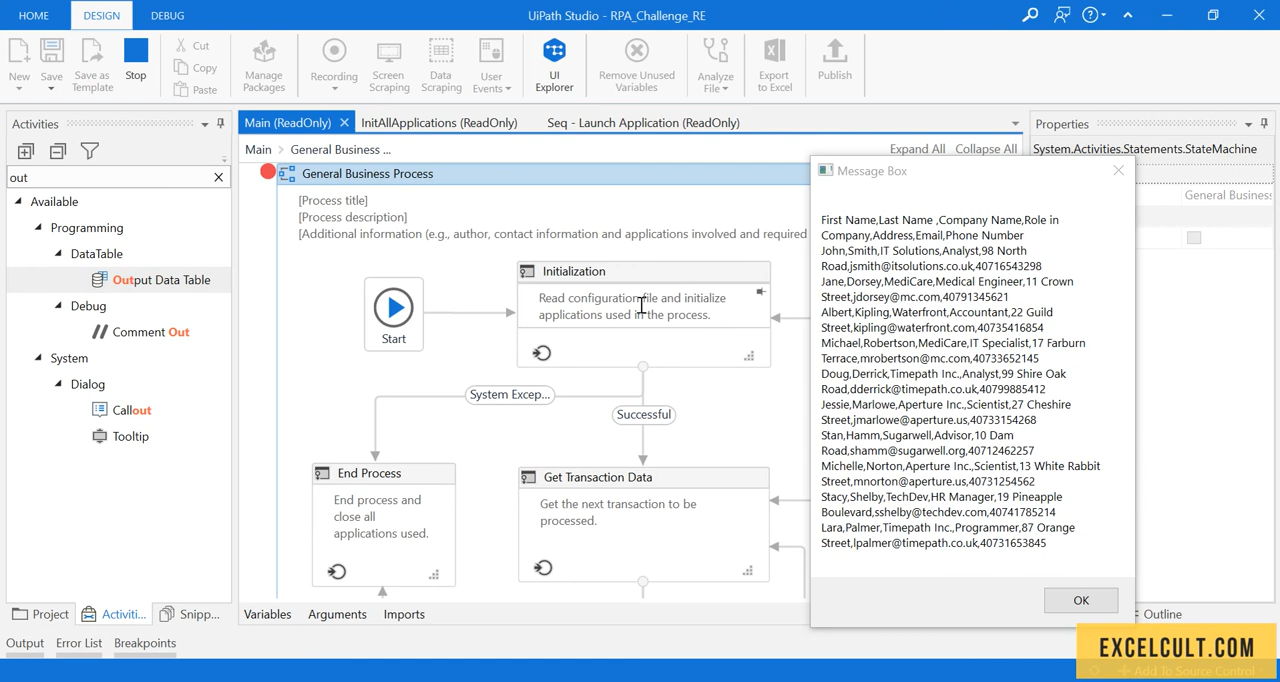 HOME
DESIGN
DEBUG
UiPath Studio - RPA_Challenge_RE
New
Save
Save as
Template
Stop
Cut
Copy
Paste
Manage
Packages
Recording
Screen
Scraping
Data
Scraping
User
Events
UI
Explorer
Remove Unused
Variables
Analyze
File
Export
to Excel
Publish
Activities
out
Available
Programming
DataTable
Output Data Table
Debug
// Comment Out
System
Dialog
Callout
Tooltip
Project
Activiti...
Snipp...
Main (ReadOnly)
InitAllApplications (ReadOnly)
Seq - Launch Application (ReadOnly)
Main > General Business ...
Expand All
Collapse All
General Business Process
[Process title]
[Process description]
[Additional information (e.g., author, contact information and applications involved and required
Start
Initialization
Read configuration file and initialize
applications used in the process.
System Excep...
Successful
End Process
End process and
close all
applications used.
Get Transaction Data
Get the next transaction to be
processed.
Variables
Arguments
Imports
Properties
System.Activities.Statements.StateMachine
General Business
Message Box
First Name,Last Name ,Company Name,Role in
Company,Address,Email,Phone Number
John,Smith,IT Solutions,Analyst,98 North
Road,jsmith@itsolutions.co.uk,40716543298
Jane,Dorsey,MediCare,Medical Engineer,11 Crown
Street,jdorsey@mc.com,40791345621
Albert,Kipling,Waterfront,Accountant,22 Guild
Street,kipling@waterfront.com,40735416854
Michael,Robertson,MediCare,IT Specialist,17 Farburn
Terrace,mrobertson@mc.com,40733652145
Doug,Derrick,Timepath Inc.,Analyst,99 Shire Oak
Road,dderrick@timepath.co.uk,40799885412
Jessie,Marlowe,Aperture Inc.,Scientist,27 Cheshire
Street,jmarlowe@aperture.us,40733154268
Stan,Hamm,Sugarwell,Advisor,10 Dam
Road,shamm@sugarwell.org,40712462257
Michelle,Norton,Aperture Inc.,Scientist,13 White Rabbit
Street,mnorton@aperture.us,40731254562
Stacy,Shelby,TechDev,HR Manager,19 Pineapple
Boulevard,sshelby@techdev.com,40741785214
Lara,Palmer,Timepath Inc.,Programmer,87 Orange
Street,lpalmer@timepath.co.uk,40731653845
OK
Outline
Output
Error List
Breakpoints
EXCELCULT.COM
Add To Source Control